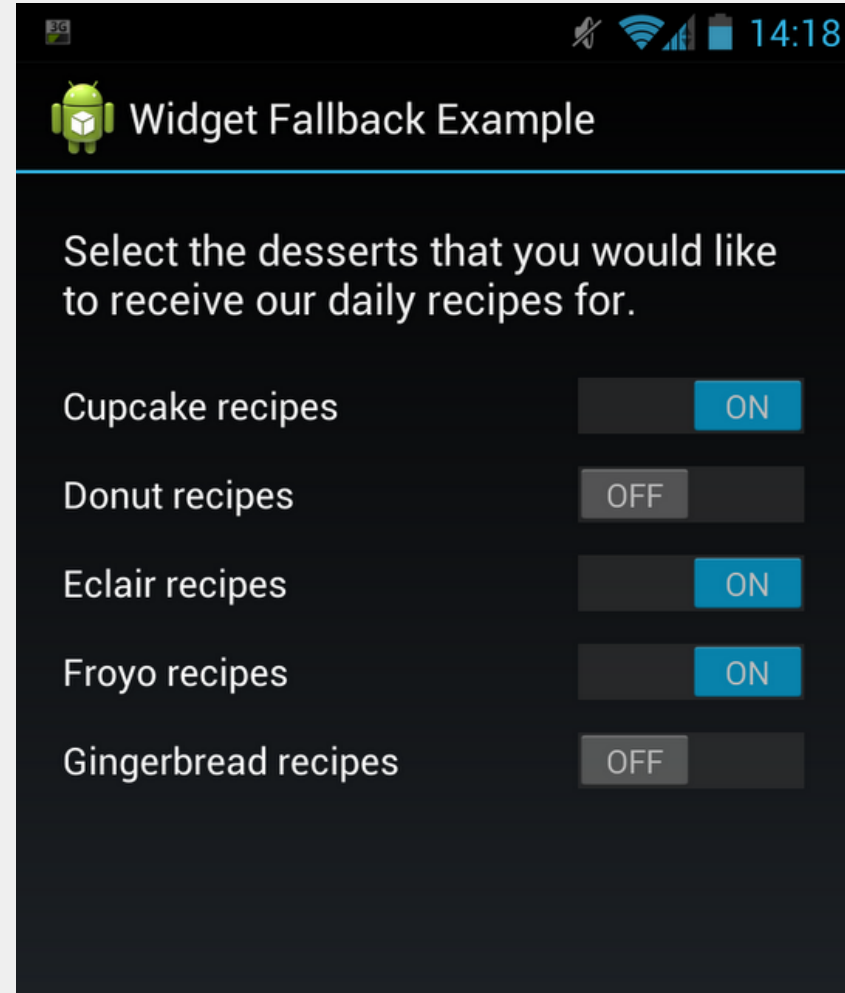 3G
14:18
Widget Fallback Example
Select the desserts that you would like
to receive our daily recipes for.
Cupcake recipes ON
Donut recipes OFF
Eclair recipes ON
Froyo recipes ON
Gingerbread recipes OFF